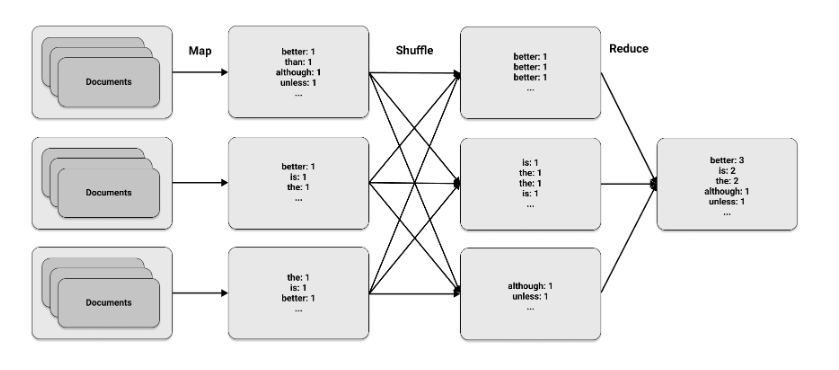 Map
Shuffle
Reduce
Documents
better: 1
than: 1
although: 1
unless: 1
...
better: 1
better: 1
better: 1
...
Documents
better: 1
is: 1
the: 1
...
is: 1
the: 1
the: 1
is: 1
...
better: 3
is: 2
the: 2
although: 1
unless: 1
...
Documents
the: 1
is: 1
better: 1
...
although: 1
unless: 1
...